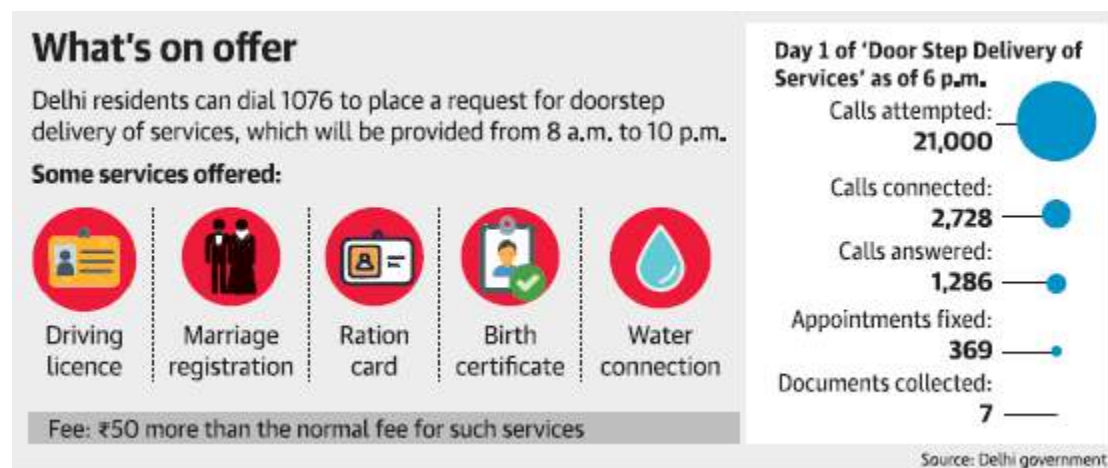 What's on offer
Delhi residents can dial 1076 to place a request for doorstep
delivery of services, which will be provided from 8 a.m. to 10 p.m.
Some services offered:
Driving
licence
Marriage
registration
Ration
card
Birth
certificate
Water
connection
Fee: ₹50 more than the normal fee for such services
Day 1 of 'Door Step Delivery of
Services' as of 6 p.m.
Calls attempted:
21,000
Calls connected:
2,728
Calls answered:
1,286
Appointments fixed:
369
Documents collected:
7
Source: Delhi government